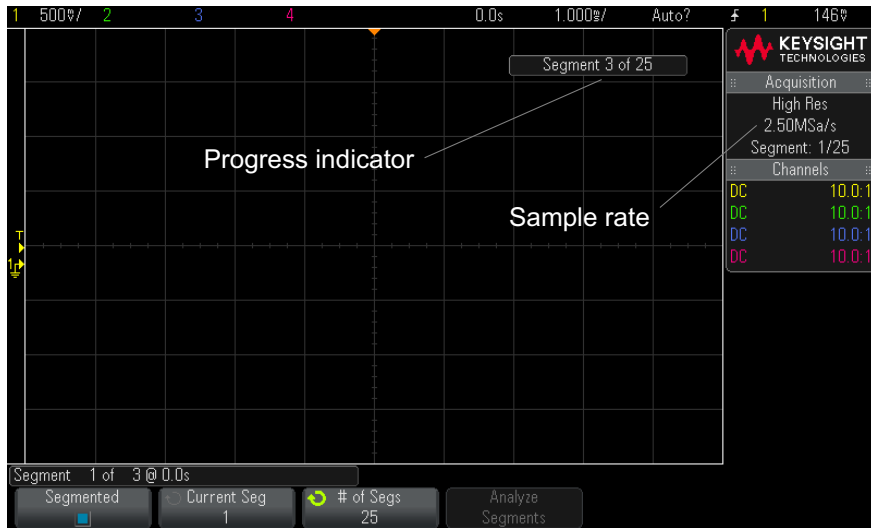 1 500mV/ 2 3 4 0.0s 1.000ms/ Auto? 1 146mV
KEYSIGHT
TECHNOLOGIES
Segment 3 of 25
Acquisition
High Res
2.50MSa/s
Segment: 1/25
Progress indicator
Channels
DC 10.0:1
Sample rate
DC 10.0:1
DC 10.0:1
DC 10.0:1
T
1
Segment 1 of 3 @ 0.0s
Segmented
Current Seg
1
# of Segs
25
Analyze
Segments